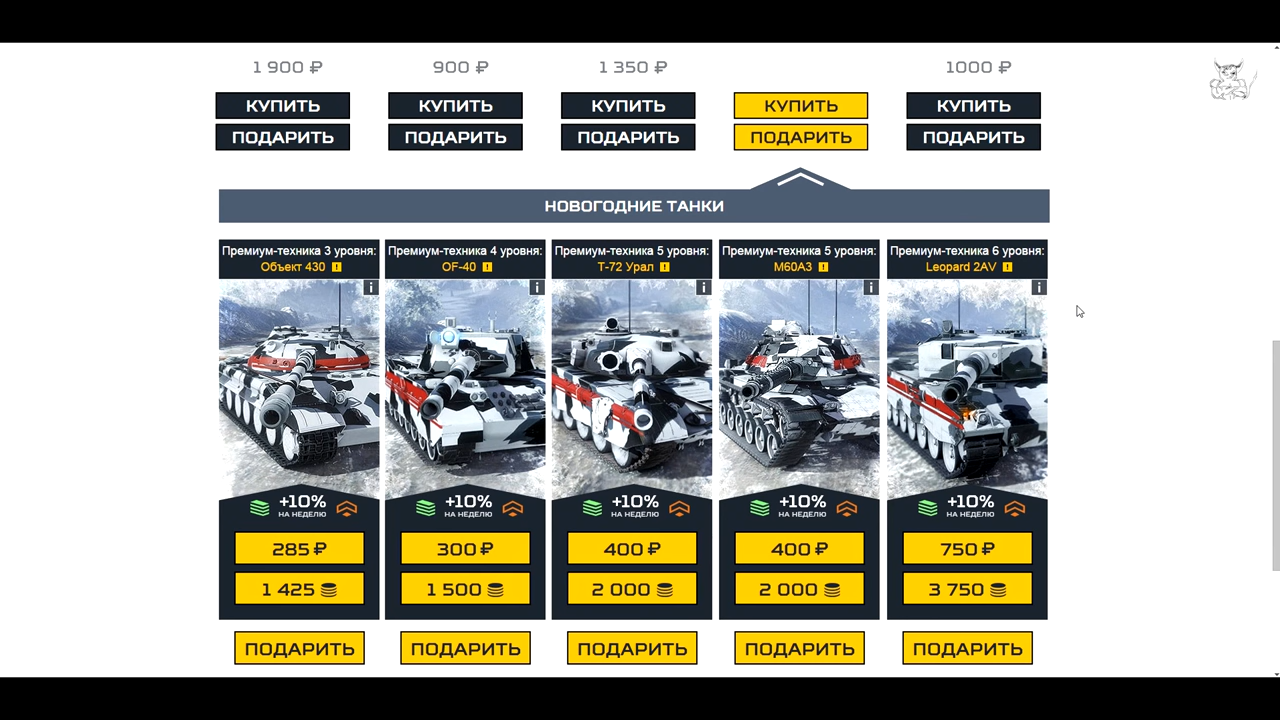 1 900 ₽ 900 ₽ 1 350 ₽ 1000 ₽
КУПИТЬ КУПИТЬ КУПИТЬ КУПИТЬ КУПИТЬ
ПОДАРИТЬ ПОДАРИТЬ ПОДАРИТЬ ПОДАРИТЬ ПОДАРИТЬ
НОВОГОДНИЕ ТАНКИ
Премиум-техника 3 уровня:
Объект 430 !
i
+10%
НА НЕДЕЛЮ
285 ₽
1 425
ПОДАРИТЬ
Премиум-техника 4 уровня:
OF-40 !
i
+10%
НА НЕДЕЛЮ
300 ₽
1 500
ПОДАРИТЬ
Премиум-техника 5 уровня:
Т-72 Урал !
i
+10%
НА НЕДЕЛЮ
400 ₽
2 000
ПОДАРИТЬ
Премиум-техника 5 уровня:
M60A3 !
i
+10%
НА НЕДЕЛЮ
400 ₽
2 000
ПОДАРИТЬ
Премиум-техника 6 уровня:
Leopard 2AV !
i
+10%
НА НЕДЕЛЮ
750 ₽
3 750
ПОДАРИТЬ